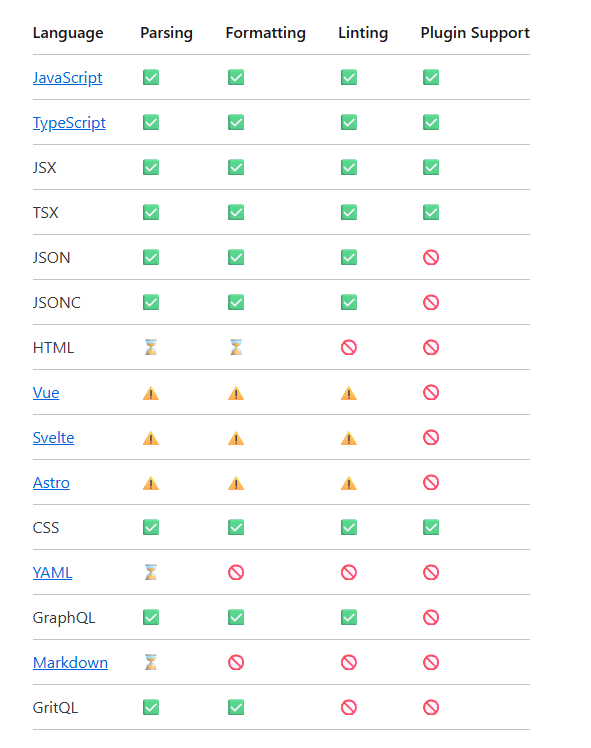 Language Parsing Formatting Linting Plugin Support
JavaScript ✅ ✅ ✅ ✅
TypeScript ✅ ✅ ✅ ✅
JSX ✅ ✅ ✅ ✅
TSX ✅ ✅ ✅ ✅
JSON ✅ ✅ ✅ 🚫
JSONC ✅ ✅ ✅ 🚫
HTML ⌛ ⌛ 🚫 🚫
Vue ⚠️ ⚠️ ⚠️ 🚫
Svelte ⚠️ ⚠️ ⚠️ 🚫
Astro ⚠️ ⚠️ ⚠️ 🚫
CSS ✅ ✅ ✅ ✅
YAML ⌛ 🚫 🚫 🚫
GraphQL ✅ ✅ ✅ 🚫
Markdown ⌛ 🚫 🚫 🚫
GritQL ✅ ✅ 🚫 🚫